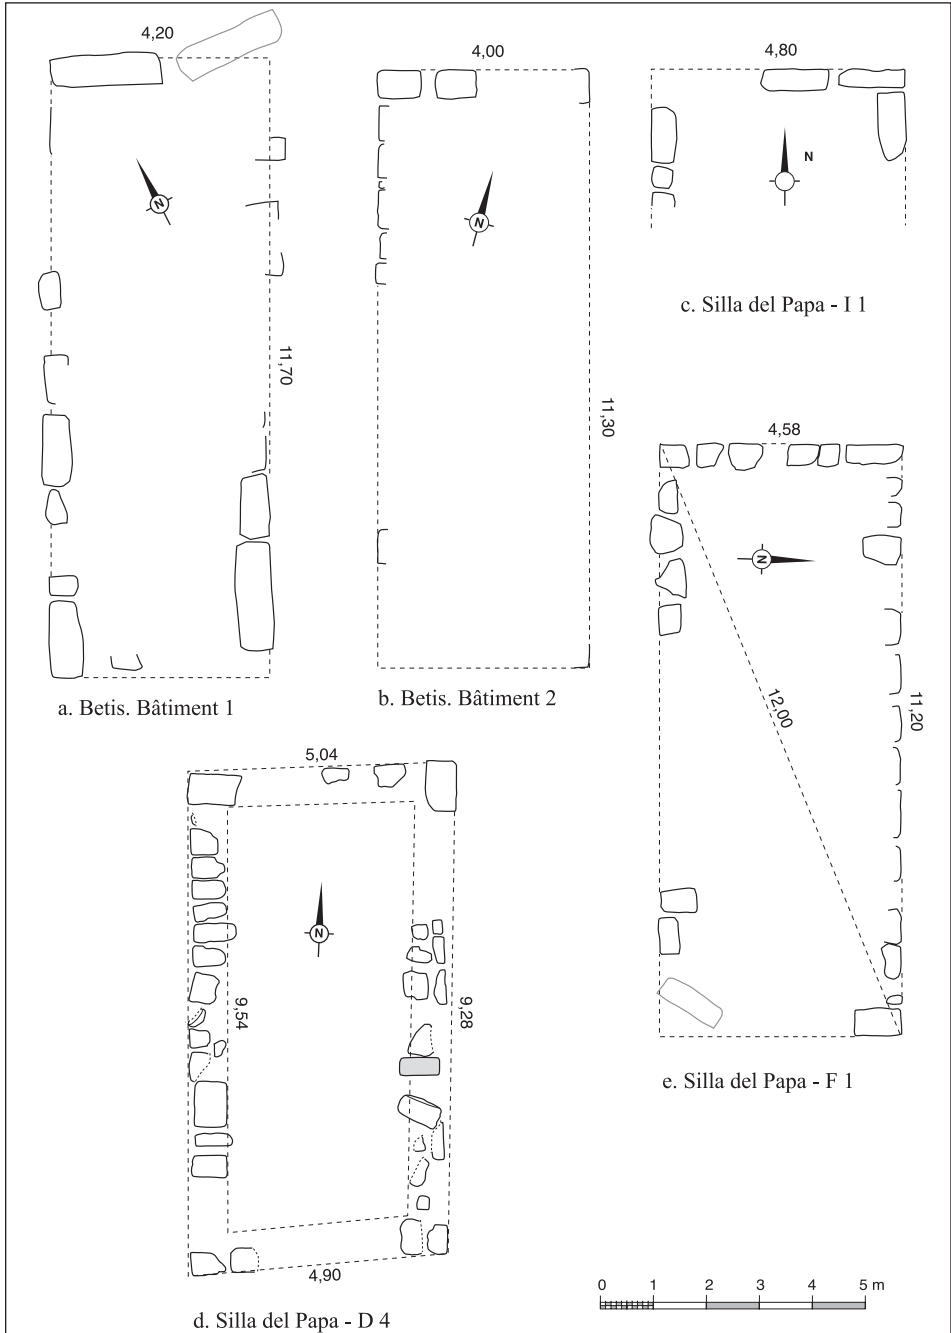 4,20
N
11,70
a. Betis. Bâtiment 1
4,00
N
11,30
b. Betis. Bâtiment 2
4,80
N
c. Silla del Papa - I 1
4,58
N
12,00
11,20
e. Silla del Papa - F 1
5,04
N
9,54
9,28
4,90
d. Silla del Papa - D 4
0 1 2 3 4 5 m